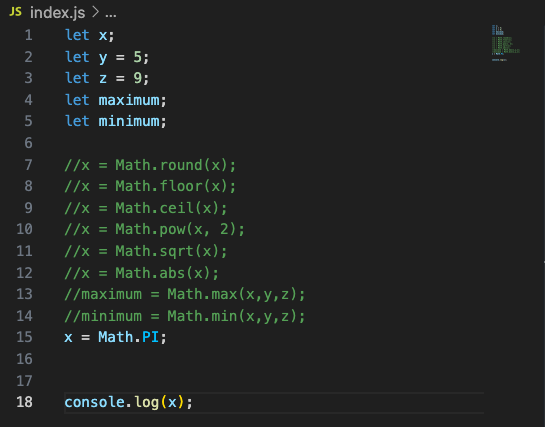 JS index.js > ...
1 let x;
2 let y = 5;
3 let z = 9;
4 let maximum;
5 let minimum;
6
7 //x = Math.round(x);
8 //x = Math.floor(x);
9 //x = Math.ceil(x);
10 //x = Math.pow(x, 2);
11 //x = Math.sqrt(x);
12 //x = Math.abs(x);
13 //maximum = Math.max(x,y,z);
14 //minimum = Math.min(x,y,z);
15 x = Math.PI;
16
17
18 console.log(x);